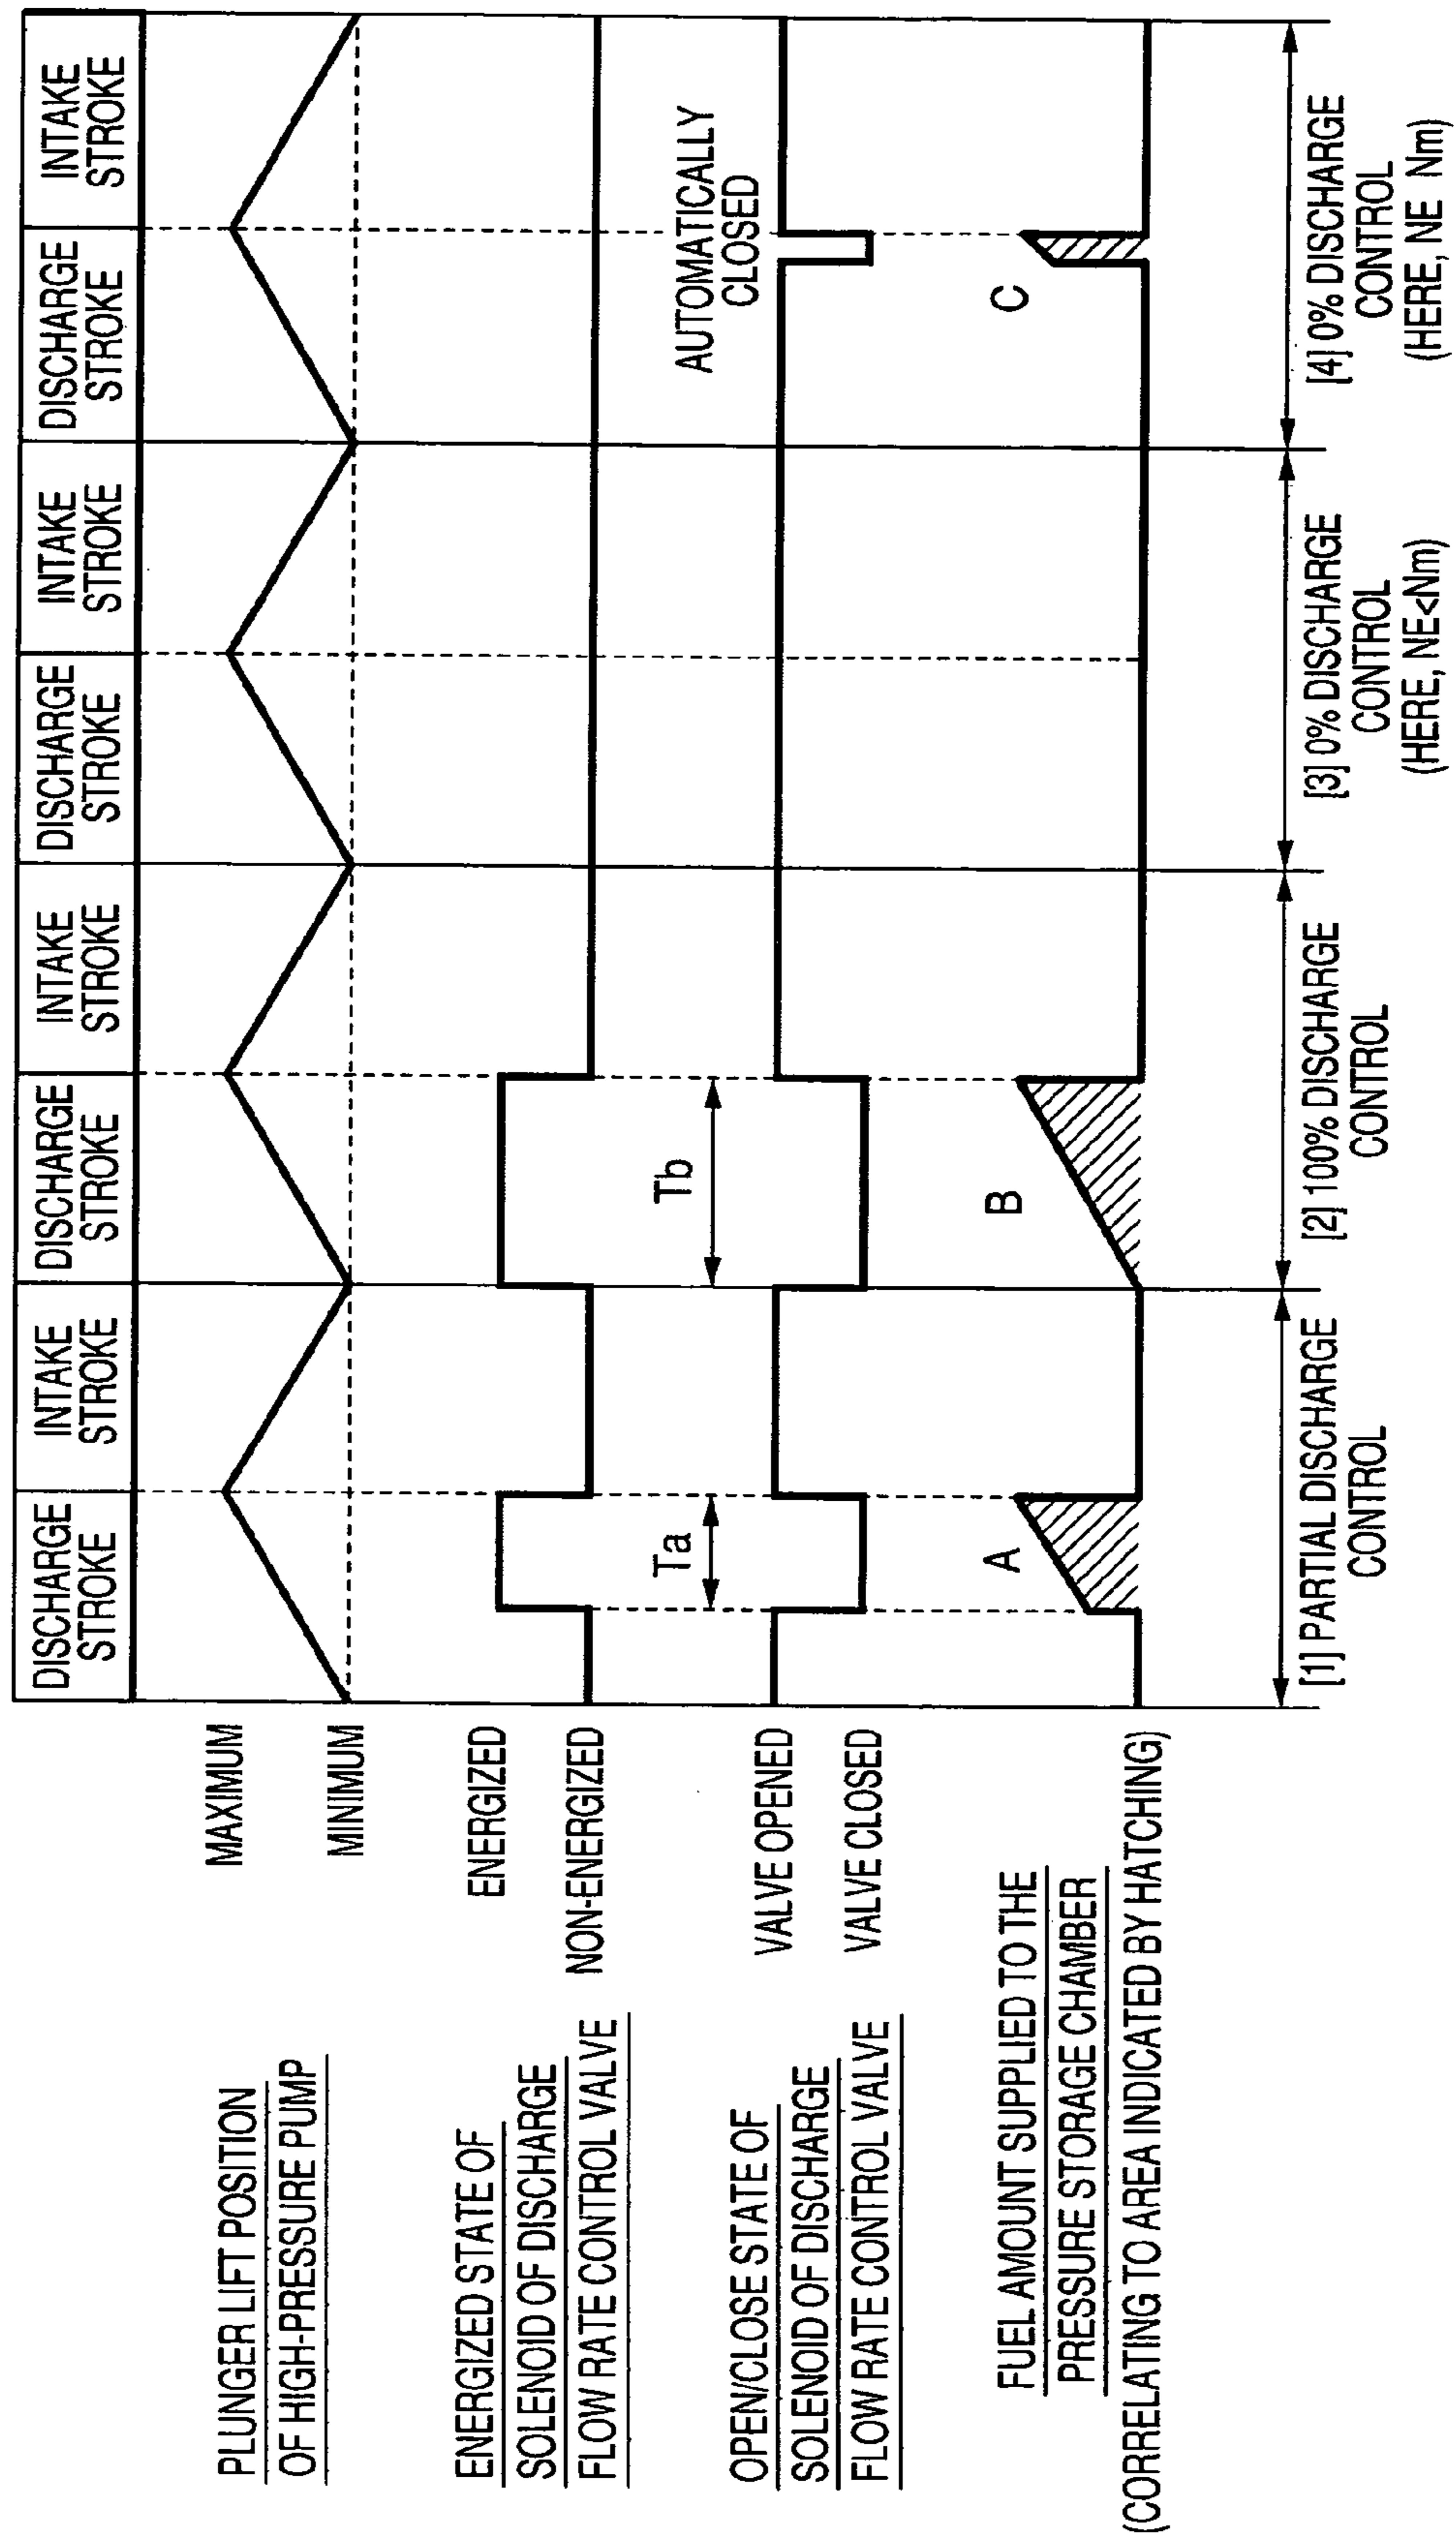 DISCHARGE
STROKE
INTAKE
STROKE
DISCHARGE
STROKE
INTAKE
STROKE
DISCHARGE
STROKE
INTAKE
STROKE
DISCHARGE
STROKE
INTAKE
STROKE
PLUNGER LIFT POSITION
OF HIGH-PRESSURE PUMP
MAXIMUM
MINIMUM
ENERGIZED STATE OF
SOLENOID OF DISCHARGE
FLOW RATE CONTROL VALVE
ENERGIZED
NON-ENERGIZED
Ta
Tb
AUTOMATICALLY
CLOSED
OPEN/CLOSE STATE OF
SOLENOID OF DISCHARGE
FLOW RATE CONTROL VALVE
VALVE OPENED
VALVE CLOSED
FUEL AMOUNT SUPPLIED TO THE
PRESSURE STORAGE CHAMBER
(CORRELATING TO AREA INDICATED BY HATCHING)
A
B
C
[1] PARTIAL DISCHARGE
CONTROL
[2] 100% DISCHARGE
CONTROL
[3] 0% DISCHARGE
CONTROL
(HERE, NE<Nm)
[4] 0% DISCHARGE
CONTROL
(HERE, NE Nm)